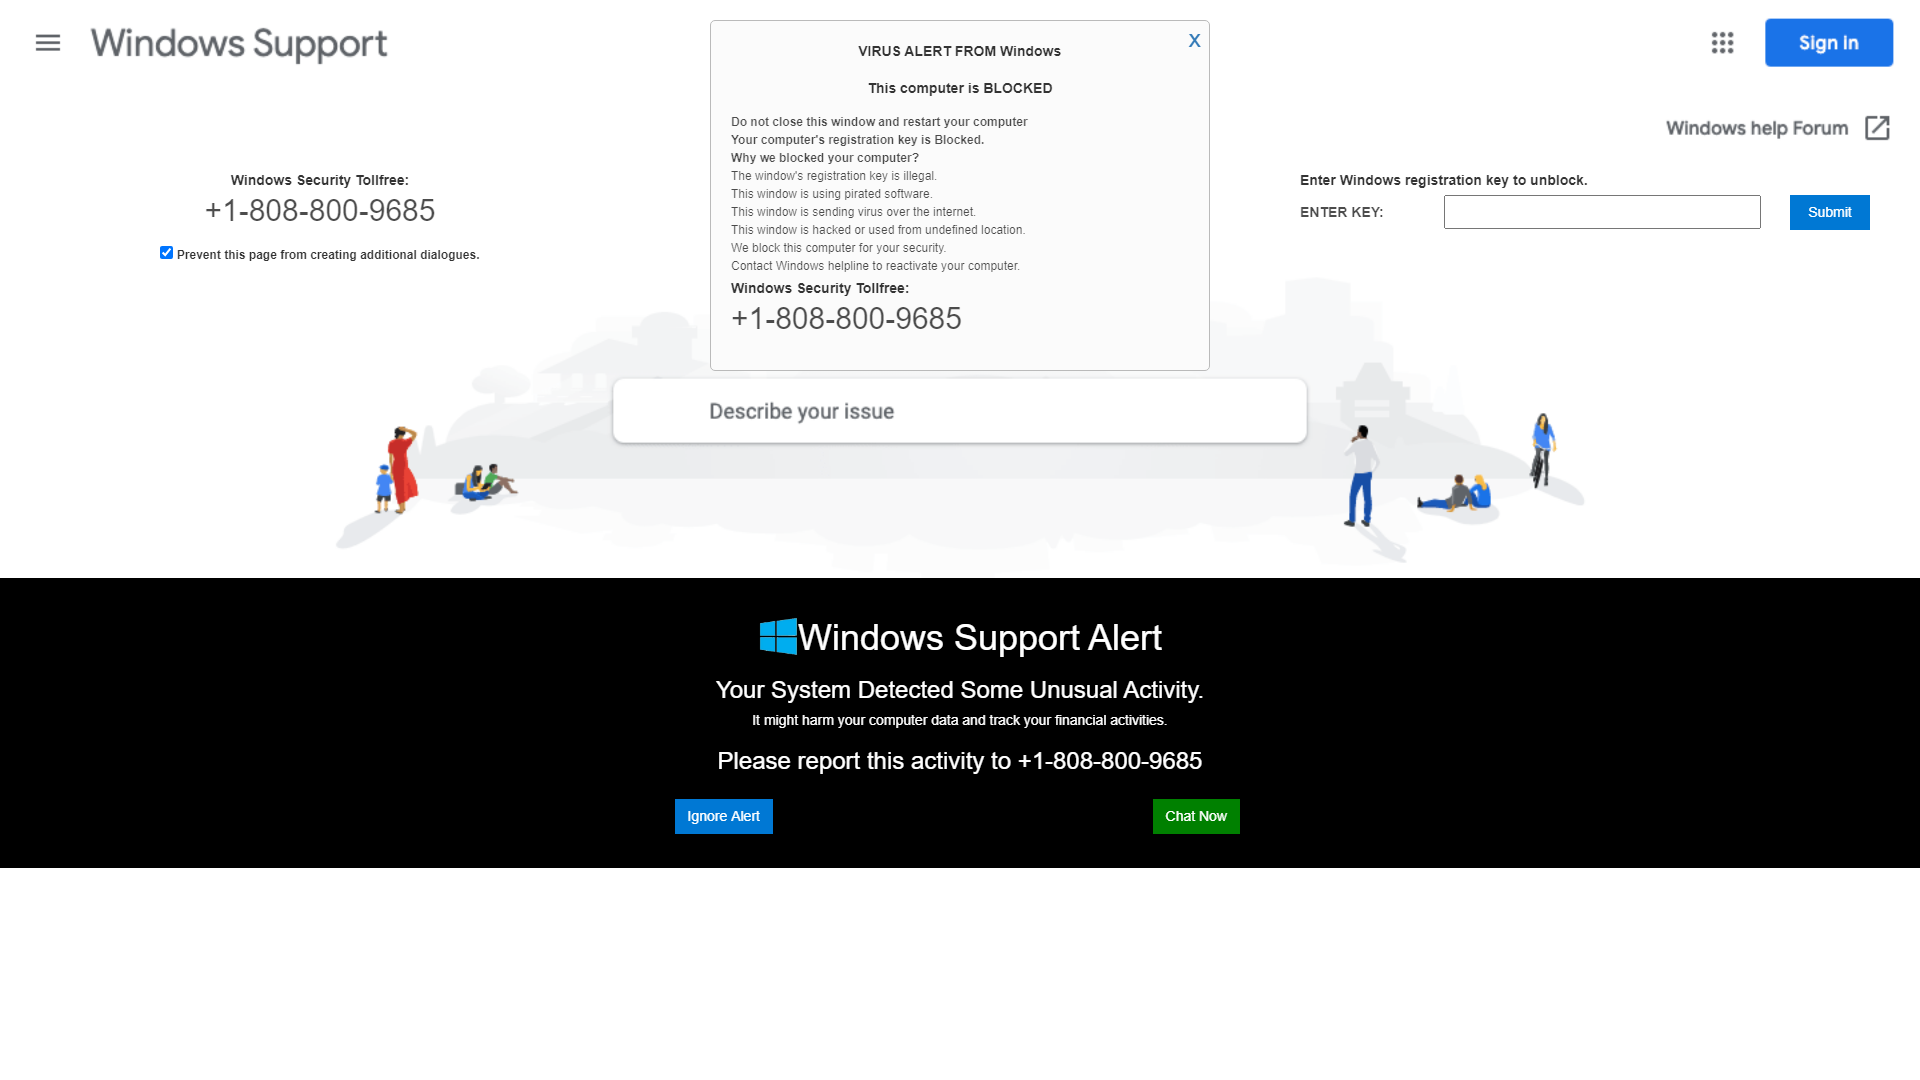 Windows Support
Sign in
Windows help Forum
VIRUS ALERT FROM Windows
X
This computer is BLOCKED
Do not close this window and restart your computer
Your computer's registration key is Blocked.
Why we blocked your computer?
The window's registration key is illegal.
This window is using pirated software.
This window is sending virus over the internet.
This window is hacked or used from undefined location.
We block this computer for your security.
Contact Windows helpline to reactivate your computer.
Windows Security Tollfree:
+1-808-800-9685
Windows Security Tollfree:
+1-808-800-9685
Prevent this page from creating additional dialogues.
Enter Windows registration key to unblock.
ENTER KEY:
Submit
Describe your issue
Windows Support Alert
Your System Detected Some Unusual Activity.
It might harm your computer data and track your financial activities.
Please report this activity to +1-808-800-9685
Ignore Alert
Chat Now